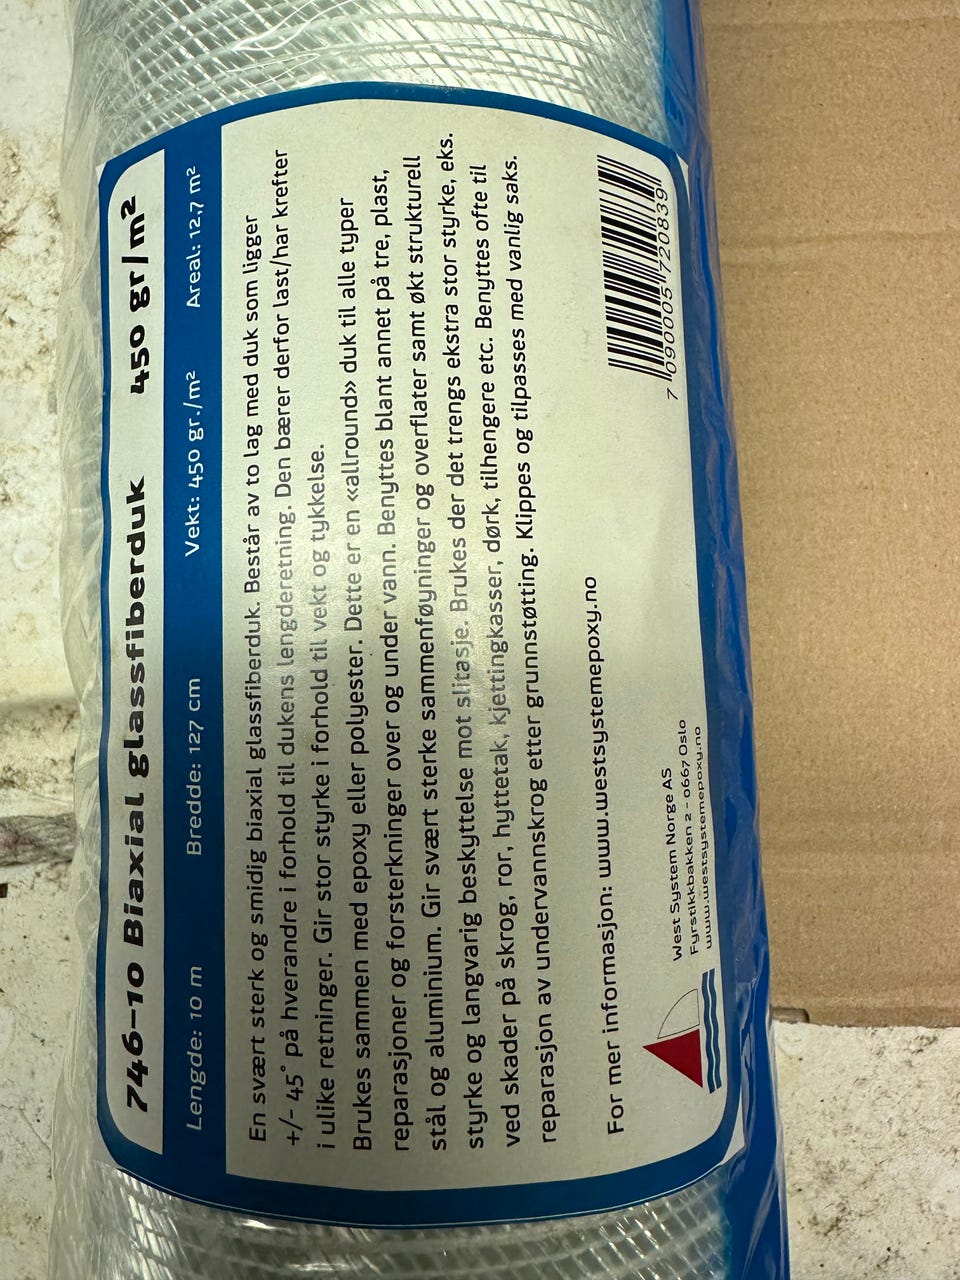 746-10 Biaxial glassfiberduk 450 gr/m²
Lengde: 10 m Bredde: 127 cm Vekt: 450 gr./m² Areal: 12,7 m²
En svært sterk og smidig biaxial glassfiberduk. Består av to lag med duk som ligger
+/- 45° på hverandre i forhold til dukens lengderetning. Den bærer derfor last/har krefter
i ulike retninger. Gir stor styrke i forhold til vekt og tykkelse.
Brukes sammen med epoxy eller polyester. Dette er en «allround» duk til alle typer
reparasjoner og forsterkninger over og under vann. Benyttes blant annet på tre, plast,
stål og aluminium. Gir svært sterke sammenføyninger og overflater samt økt strukturell
styrke og langvarig beskyttelse mot slitasje. Brukes der det trengs ekstra stor styrke, eks.
ved skader på skrog, ror, hyttetak, kjettingkasser, dørk, tilhengere etc. Benyttes ofte til
reparasjon av undervannskrog etter grunnstøtting. Klippes og tilpasses med vanlig saks.
For mer informasjon: www.westsystemepoxy.no
West System Norge AS
Fyrstikkbakken 2 - 0667 Oslo
www.westsystemepoxy.no
7 090005 720839